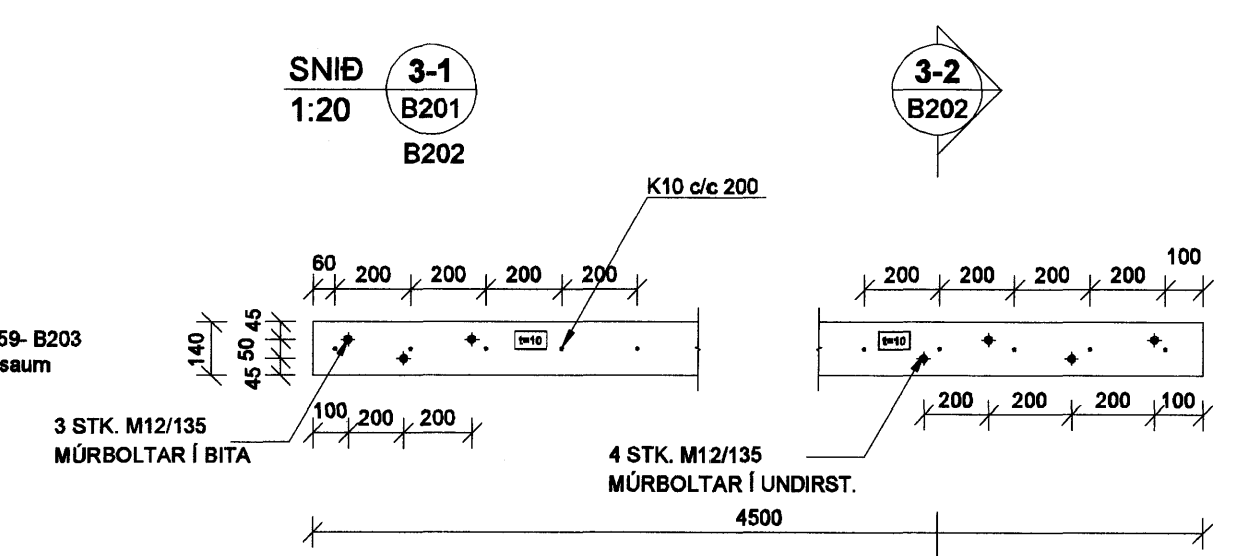 SNIÐ 3-1 3-2
1:20 B201 B202
B202
K10 c/c 200
60 200 200 200 200 200 200 200 200 100
59- B203
saum
140
45
50
45
t=10 t=10
100 200 200 200 200 200 100
3 STK. M12/135
MÚRBOLTAR Í BITA
4 STK. M12/135
MÚRBOLTAR Í UNDIRST.
4500